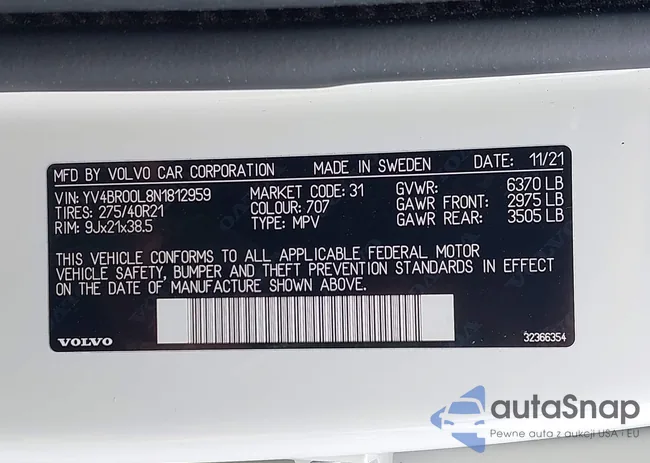 MFD BY VOLVO CAR CORPORATION MADE IN SWEDEN DATE: 11/21
VIN: YV4BR00L8N1812959 MARKET CODE: 31 GVWR: 6370 LB
TIRES: 275/40R21 COLOUR: 707 GAWR FRONT: 2975 LB
RIM: 9Jx21x38.5 TYPE: MPV GAWR REAR: 3505 LB
THIS VEHICLE CONFORMS TO ALL APPLICABLE FEDERAL MOTOR
VEHICLE SAFETY, BUMPER AND THEFT PREVENTION STANDARDS IN EFFECT
ON THE DATE OF MANUFACTURE SHOWN ABOVE.
VOLVO 32366354
autaSnap
Pewne auta z aukcji USA i EU